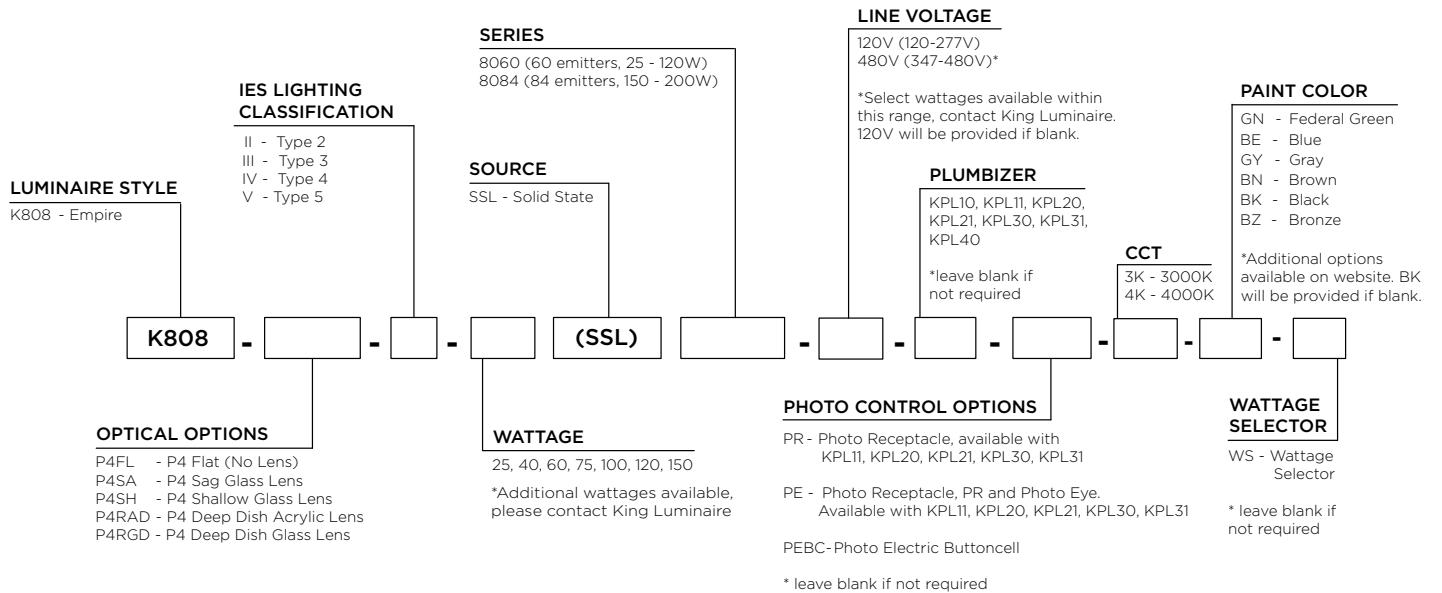 LUMINAIRE STYLE
K808 - Empire
IES LIGHTING
CLASSIFICATION
II - Type 2
III - Type 3
IV - Type 4
V - Type 5
SERIES
8060 (60 emitters, 25 - 120W)
8084 (84 emitters, 150 - 200W)
SOURCE
SSL - Solid State
LINE VOLTAGE
120V (120-277V)
480V (347-480V)*
*Select wattages available within
this range, contact King Luminaire.
120V will be provided if blank.
PLUMBIZER
KPL10, KPL11, KPL20,
KPL21, KPL30, KPL31,
KPL40
*leave blank if
not required
CCT
3K - 3000K
4K - 4000K
PAINT COLOR
GN - Federal Green
BE - Blue
GY - Gray
BN - Brown
BK - Black
BZ - Bronze
*Additional options
available on website. BK
will be provided if blank.
K808 - - - (SSL) - - - - - -
OPTICAL OPTIONS
P4FL - P4 Flat (No Lens)
P4SA - P4 Sag Glass Lens
P4SH - P4 Shallow Glass Lens
P4RAD - P4 Deep Dish Acrylic Lens
P4RGD - P4 Deep Dish Glass Lens
WATTAGE
25, 40, 60, 75, 100, 120, 150
*Additional wattages available,
please contact King Luminaire
PHOTO CONTROL OPTIONS
PR - Photo Receptacle, available with
KPL11, KPL20, KPL21, KPL30, KPL31
PE - Photo Receptacle, PR and Photo Eye.
Available with KPL11, KPL20, KPL21, KPL30, KPL31
PEBC-Photo Electric Buttoncell
* leave blank if not required
WATTAGE
SELECTOR
WS - Wattage
Selector
* leave blank if
not required